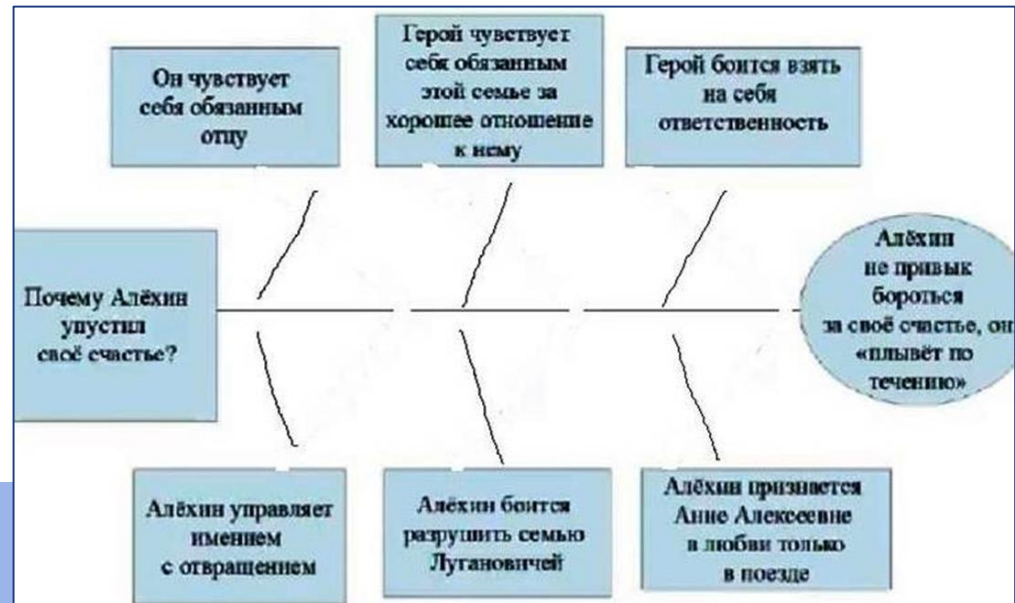 Он чувствует
себя обязанным
отцу
Герой чувствует
себя обязанным
этой семье за
хорошее отношение
к нему
Герой боится взять
на себя
ответственность
Почему Алёхин
упустил
своё счастье?
Алёхин
не привык
бороться
за своё счастье, он
«плывёт по
течению»
Алёхин управляет
имением
с отвращением
Алёхин боится
разрушить семью
Лугановичей
Алёхин признается
Анне Алексеевне
в любви только
в поезде